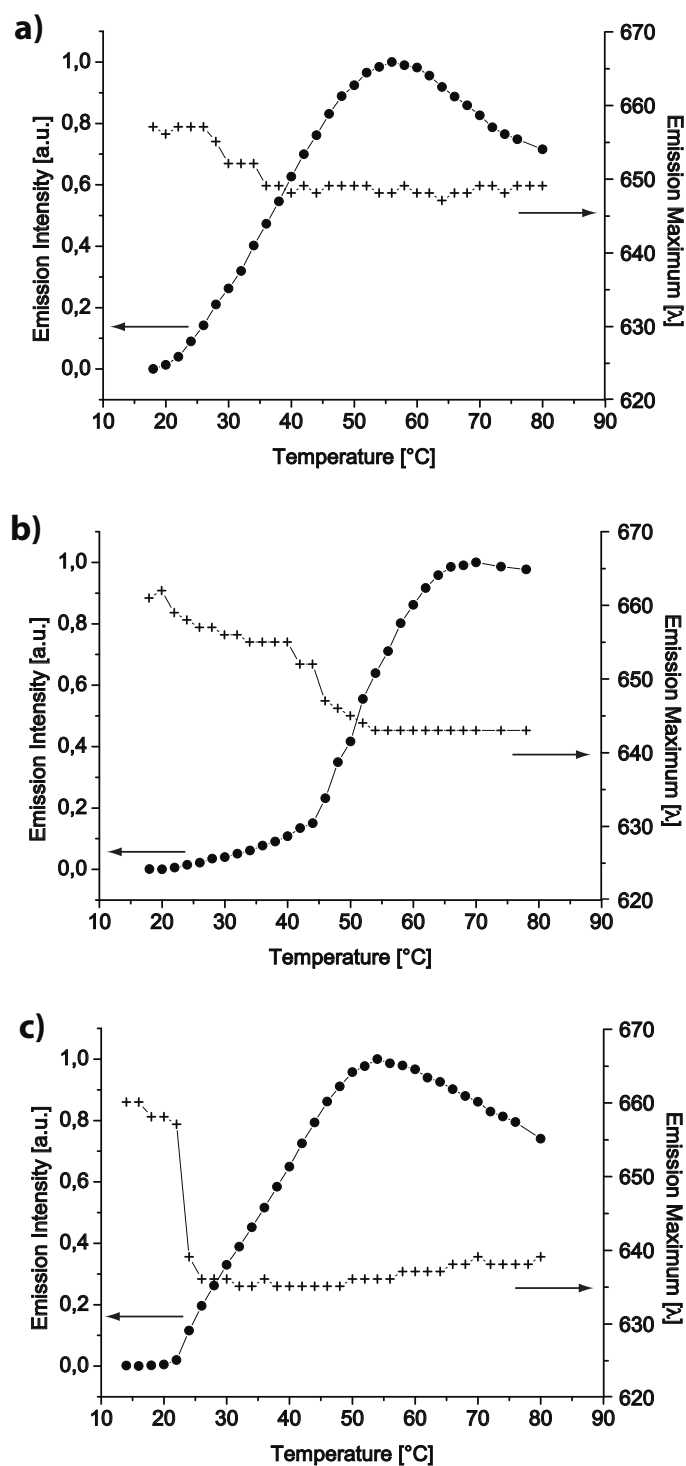 a)
Emission Intensity [a.u.]
1,0
0,8
0,6
0,4
0,2
0,0
670
660
650
640
630
620
Emission Maximum [λ]
10 20 30 40 50 60 70 80 90
Temperature [°C]
b)
Emission Intensity [a.u.]
1,0
0,8
0,6
0,4
0,2
0,0
670
660
650
640
630
620
Emission Maximum [λ]
10 20 30 40 50 60 70 80 90
Temperature [°C]
c)
Emission Intensity [a.u.]
1,0
0,8
0,6
0,4
0,2
0,0
670
660
650
640
630
620
Emission Maximum [λ]
10 20 30 40 50 60 70 80 90
Temperature [°C]